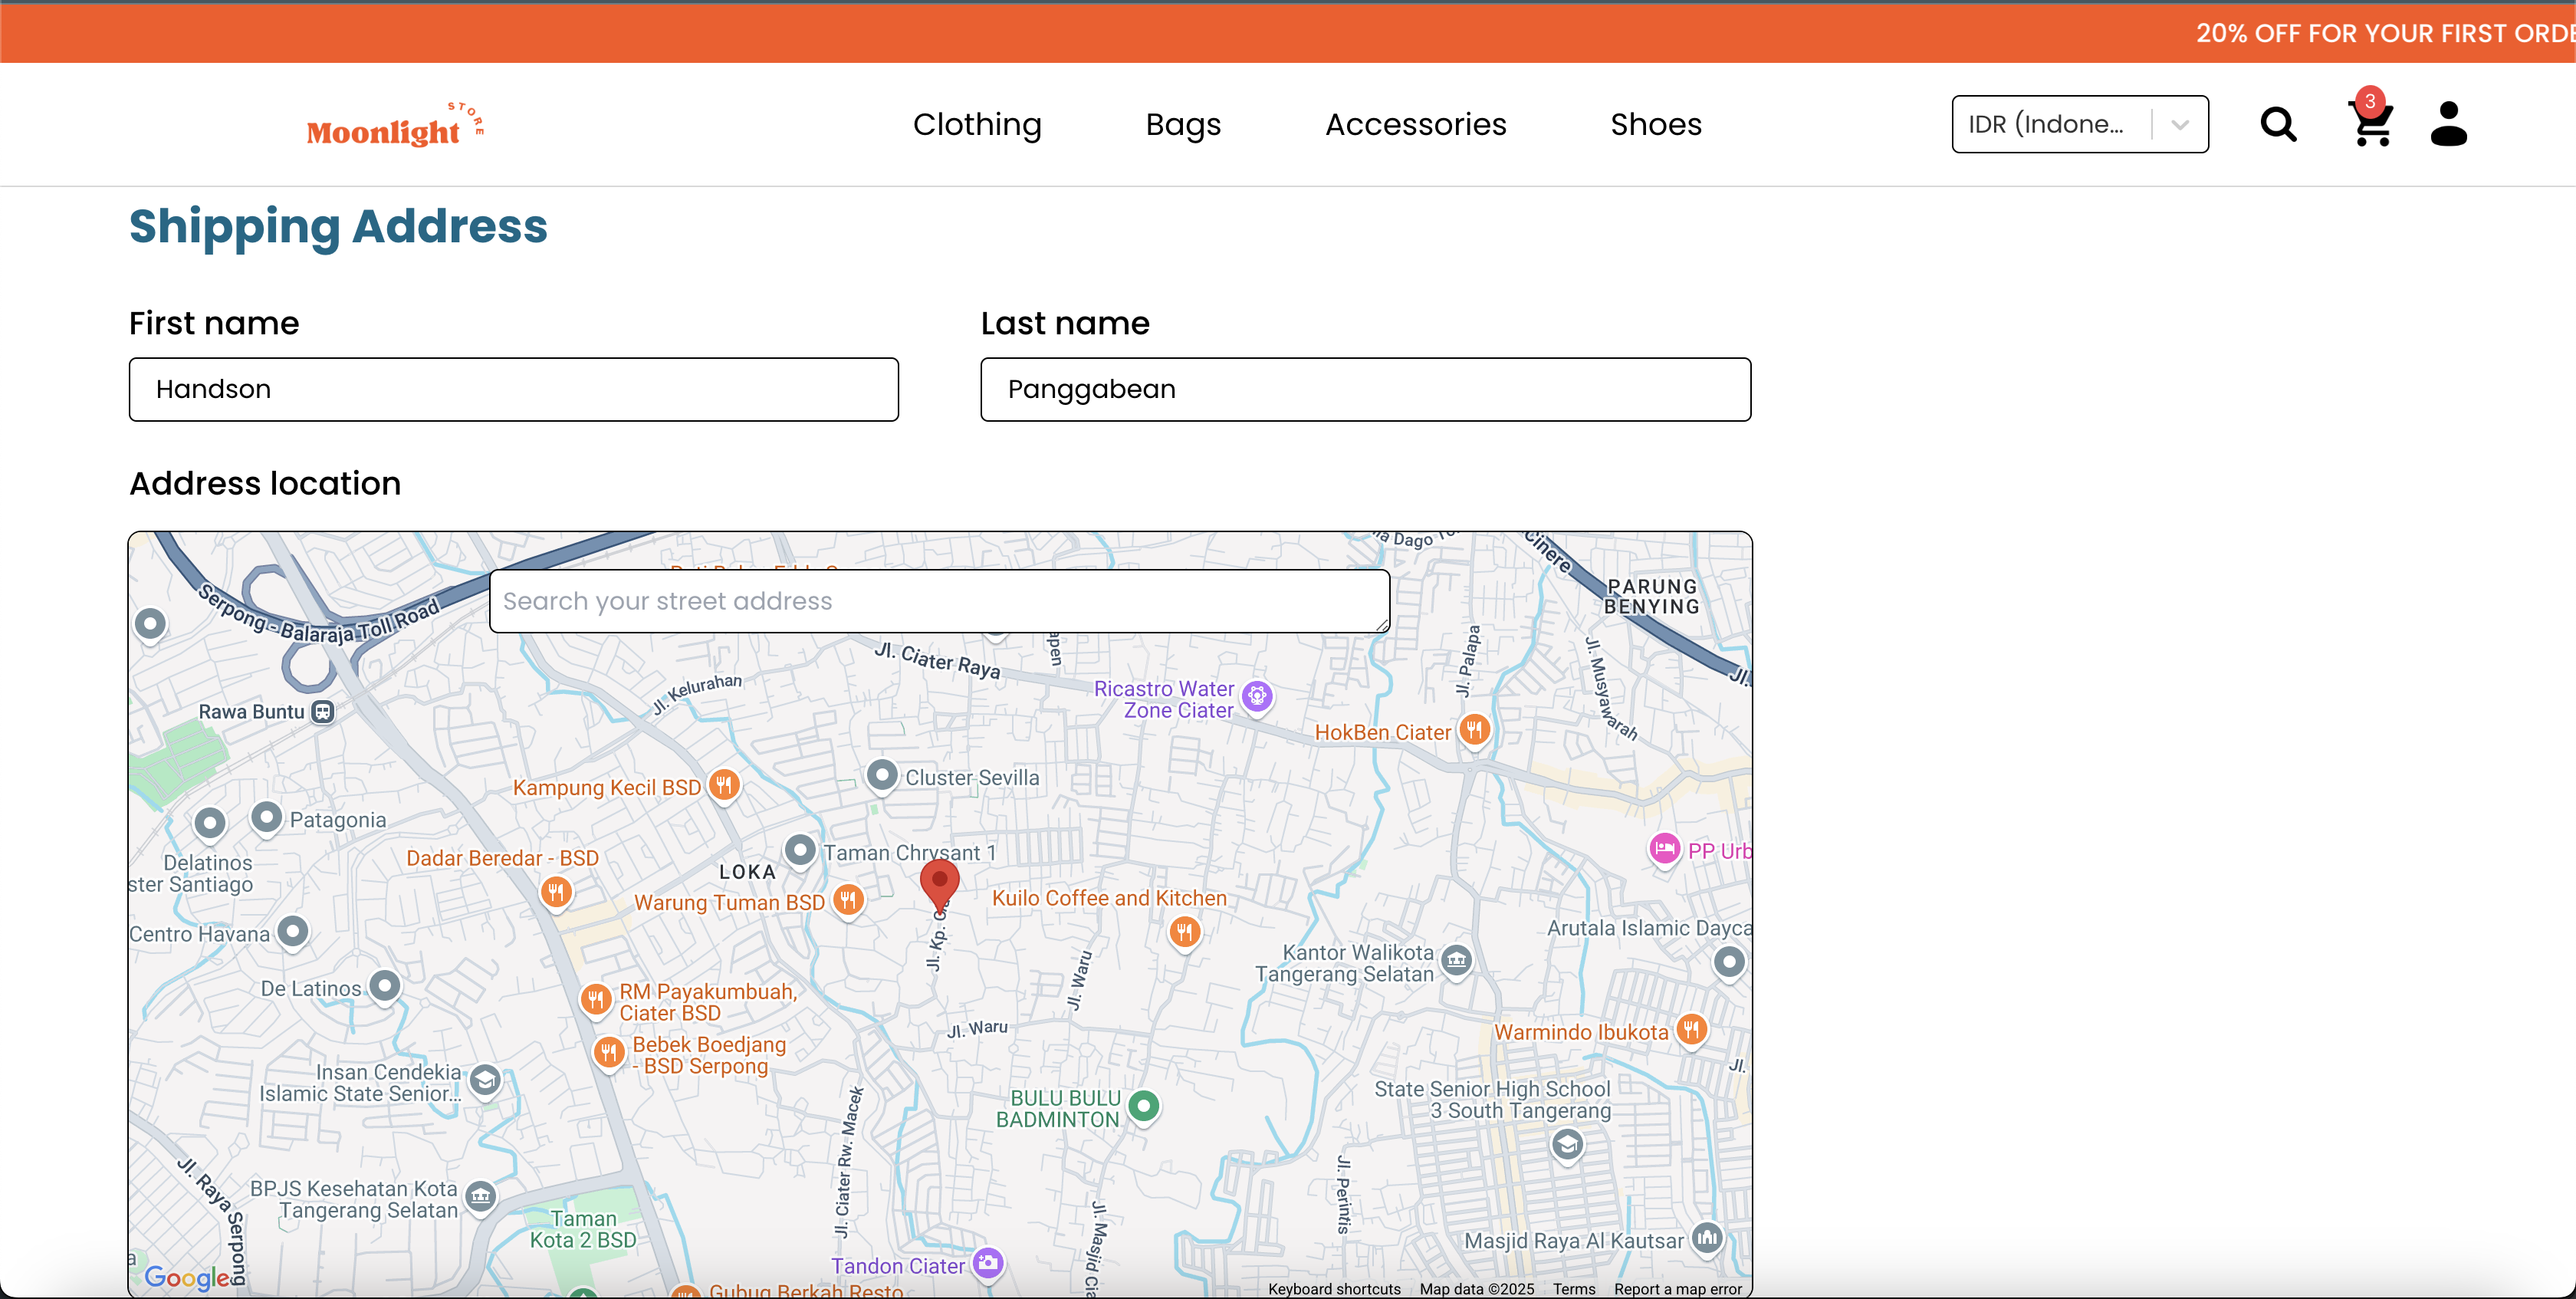 20% OFF FOR YOUR FIRST ORDE
Moonlight STORE
Clothing
Bags
Accessories
Shoes
IDR (Indone...
3
Shipping Address
First name
Last name
Handson
Panggabean
Address location
Search your street address
Cinere
PARUNG
BENYING
Serpong - Balaraja Toll Road
Jl. Ciater Raya
Jl. Palapa
Jl. Musyawarah
Jl. Kelurahan
Ricastro Water
Zone Ciater
Rawa Buntu
HokBen Ciater
Kampung Kecil BSD
Cluster Sevilla
Patagonia
Taman Chrysant 1
PP Urb
Delatinos
ster Santiago
Dadar Beredar - BSD
LOKA
Warung Tuman BSD
Kuilo Coffee and Kitchen
Jl. Kp.
Centro Havana
Arutala Islamic Dayca
Kantor Walikota
Tangerang Selatan
De Latinos
Jl. Waru
RM Payakumbuah,
Ciater BSD
Jl. Waru
Warmindo Ibukota
Bebek Boedjang
- BSD Serpong
Insan Cendekia
Islamic State Senior...
Jl.
State Senior High School
3 South Tangerang
BULU BULU
BADMINTON
Jl. Ciater Rw. Macek
Jl. Raya Serpong
BPJS Kesehatan Kota
Tangerang Selatan
Jl. Perintis
Taman
Kota 2 BSD
Jl. Masjid Cia
Masjid Raya Al Kautsar
Tandon Ciater
Google
Gubug Berkah Resto
Keyboard shortcuts
Map data ©2025
Terms
Report a map error